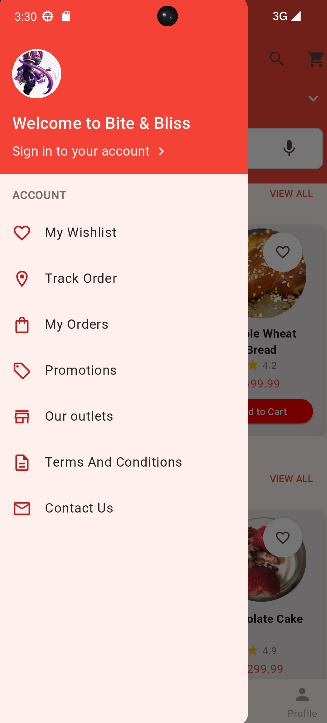 3:30
3G
Welcome to Bite & Bliss
Sign in to your account
ACCOUNT
My Wishlist
Track Order
My Orders
Promotions
Our outlets
Terms And Conditions
Contact Us
VIEW ALL
Wheat
Bread
4.2
99.99
to Cart
VIEW ALL
Cake
4.9
299.99
Profile